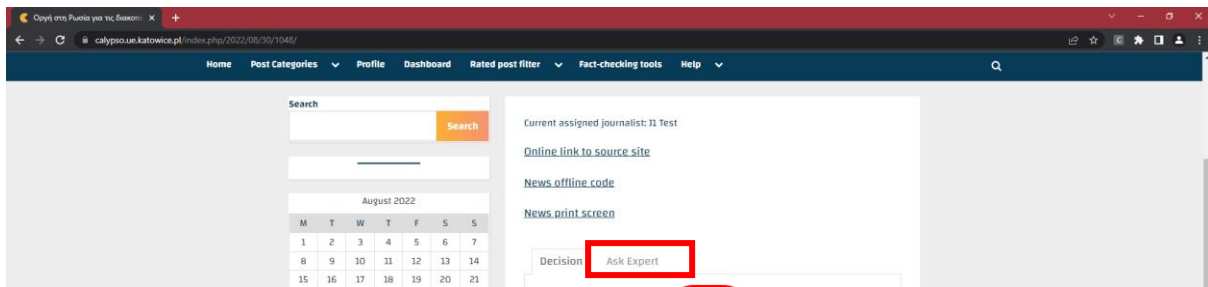 Οργή στη Ρωσία για τις διακοπ
calypso.ue.katowice.pl/index.php/2022/08/30/1048/
Home Post Categories Profile Dashboard Rated post filter Fact-checking tools Help
Search
Search
Current assigned journalist: J1 Test
Online link to source site
News offline code
News print screen
August 2022
M T W T F S S
1 2 3 4 5 6 7
8 9 10 11 12 13 14
15 16 17 18 19 20 21
Decision Ask Expert